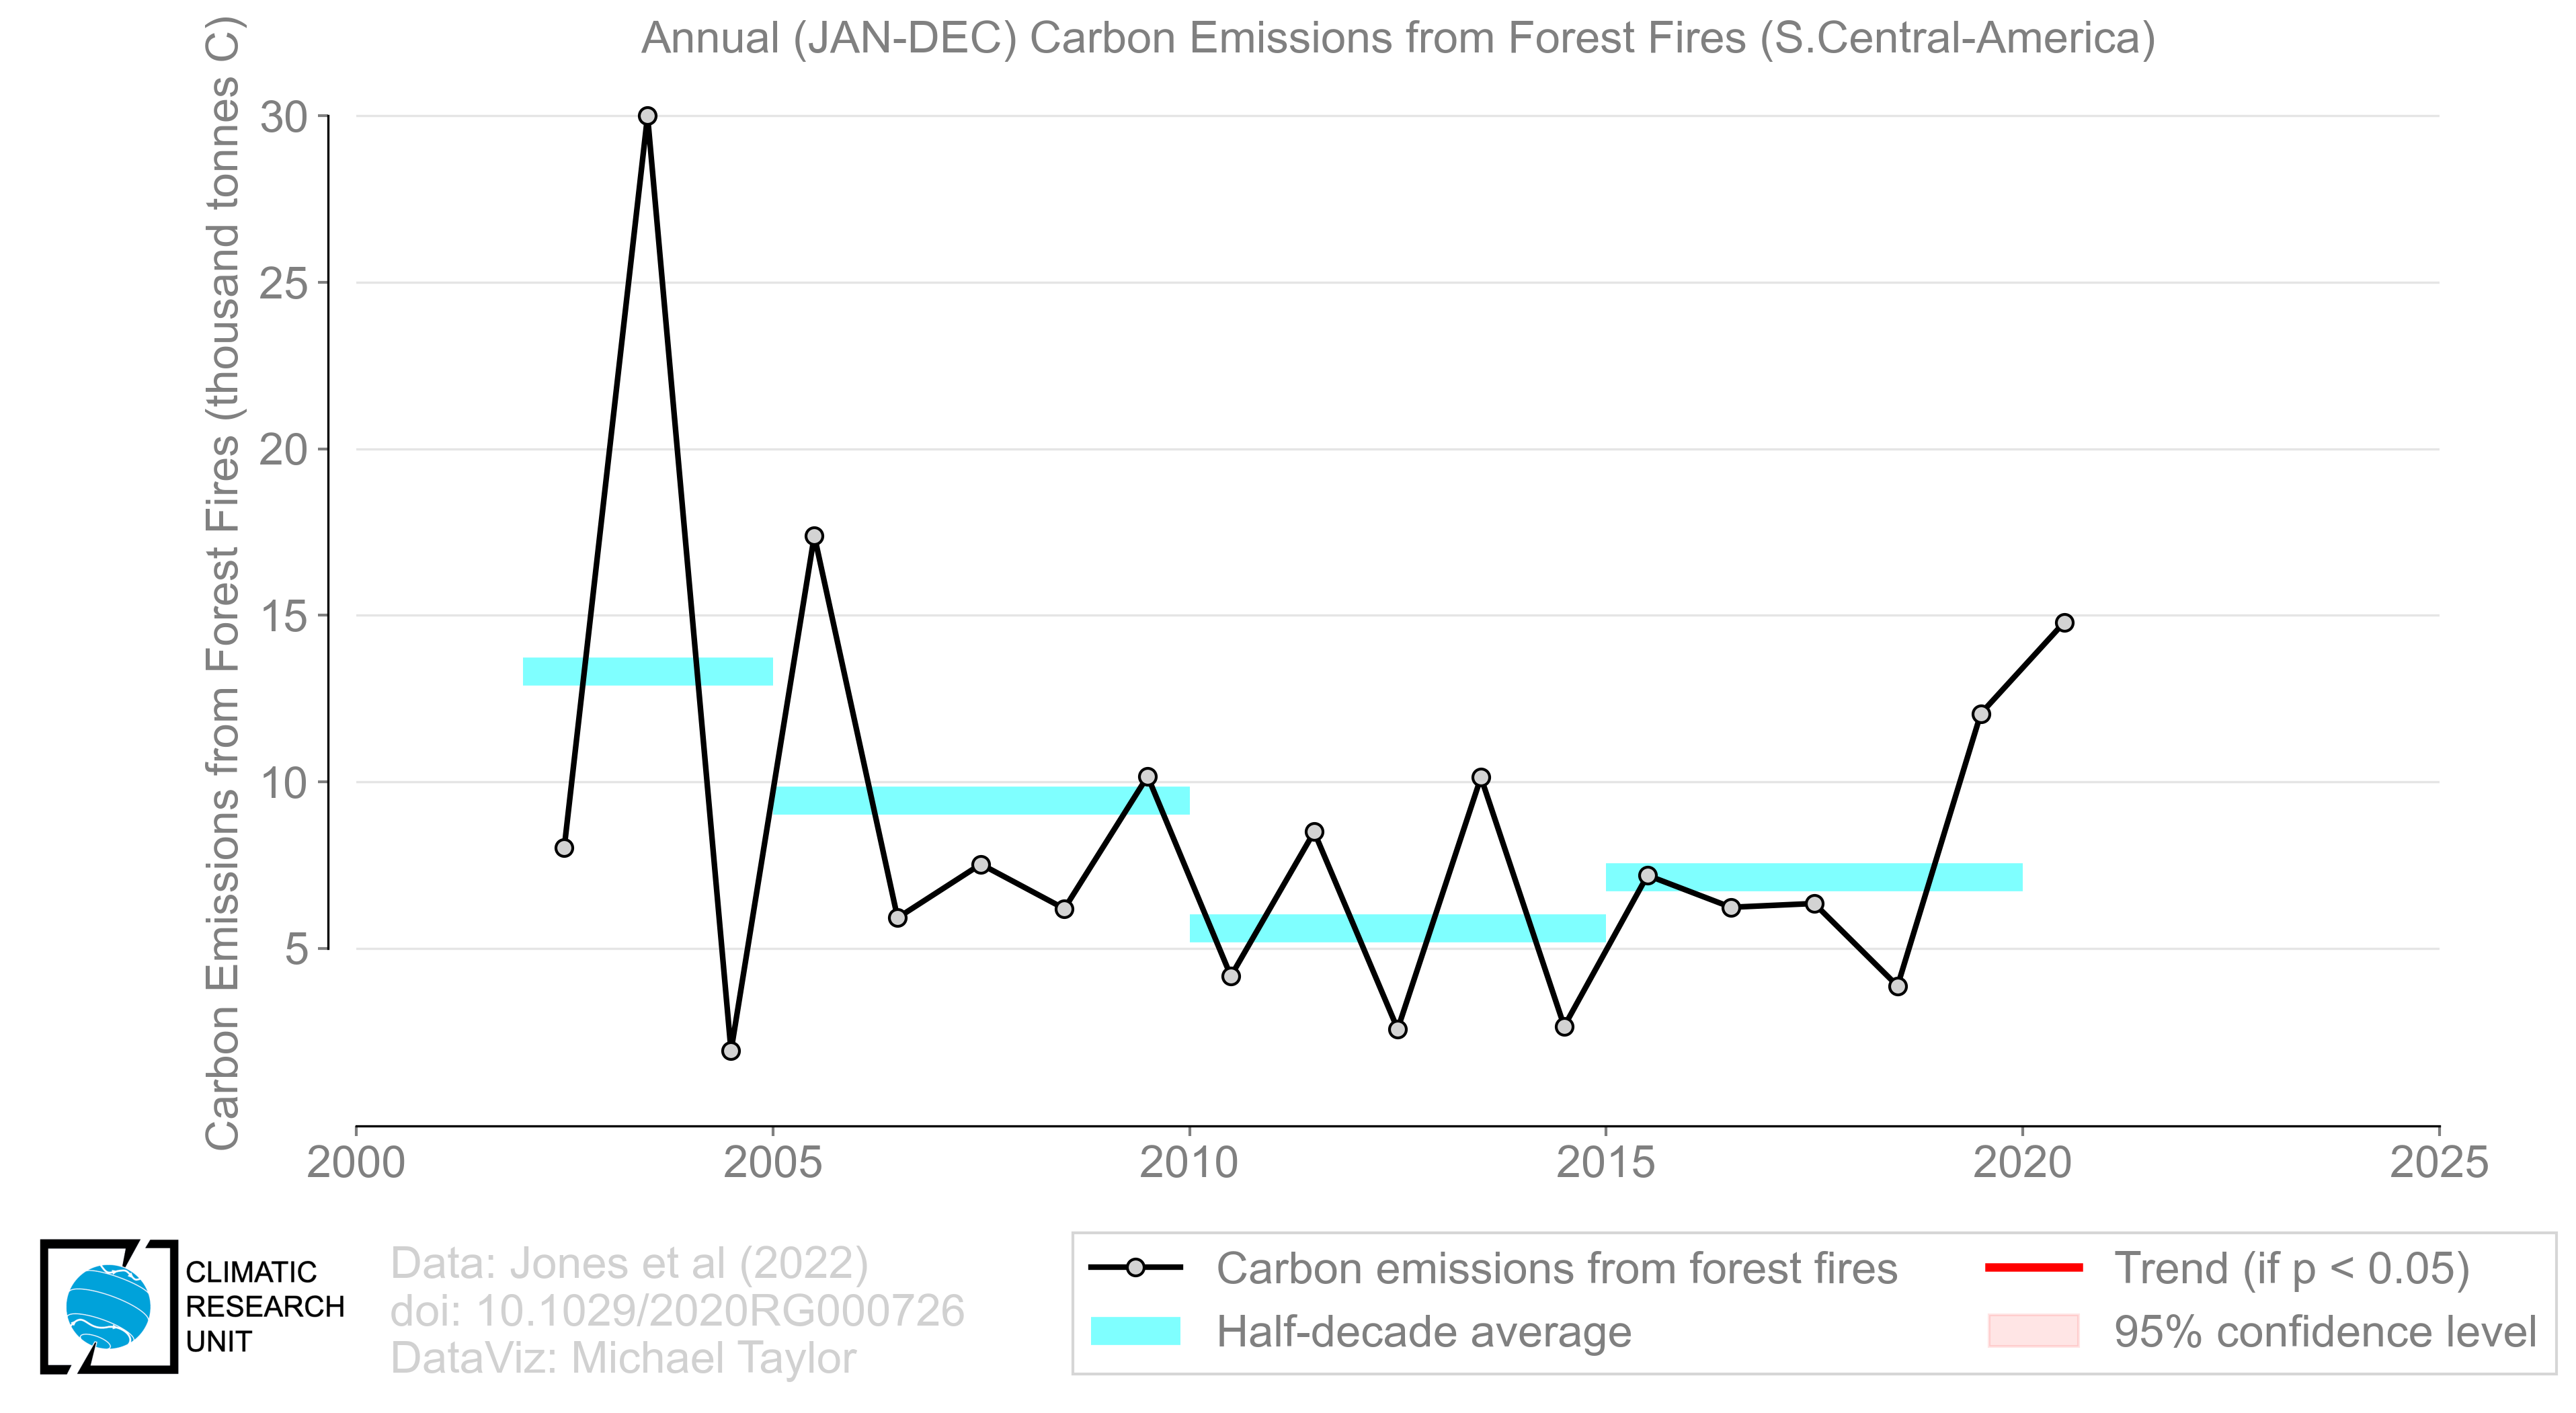 Annual (JAN-DEC) Carbon Emissions from Forest Fires (S.Central-America)
Carbon Emissions from Forest Fires (thousand tonnes C)
30
25
20
15
10
5
2000
2005
2010
2015
2020
2025
CLIMATIC
RESEARCH
UNIT
Data: Jones et al (2022)
doi: 10.1029/2020RG000726
DataViz: Michael Taylor
Carbon emissions from forest fires
Half-decade average
Trend (if p < 0.05)
95% confidence level